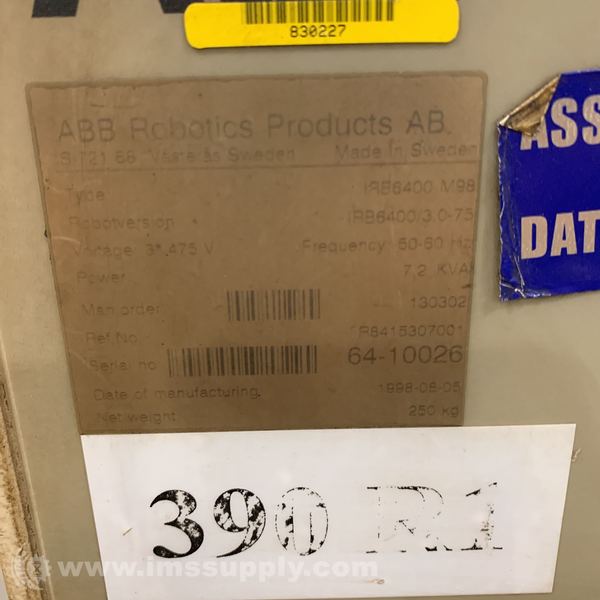 830227
ABB Robotics Products AB
S-721 68 Västerås Sweden Made in Sweden
Type IRB6400 M98
Robotversion IRB6400/3.0-75
Voltage 3* 475 V Frequency 50-60 Hz
Power 7.2 KVA
Man.order 130302
Ref.No.
Serial no 64-10026
Date of manufacturing 1998-08-05
Net weight 250 kg
ASS
DAT
390 R1
www.imssupply.com